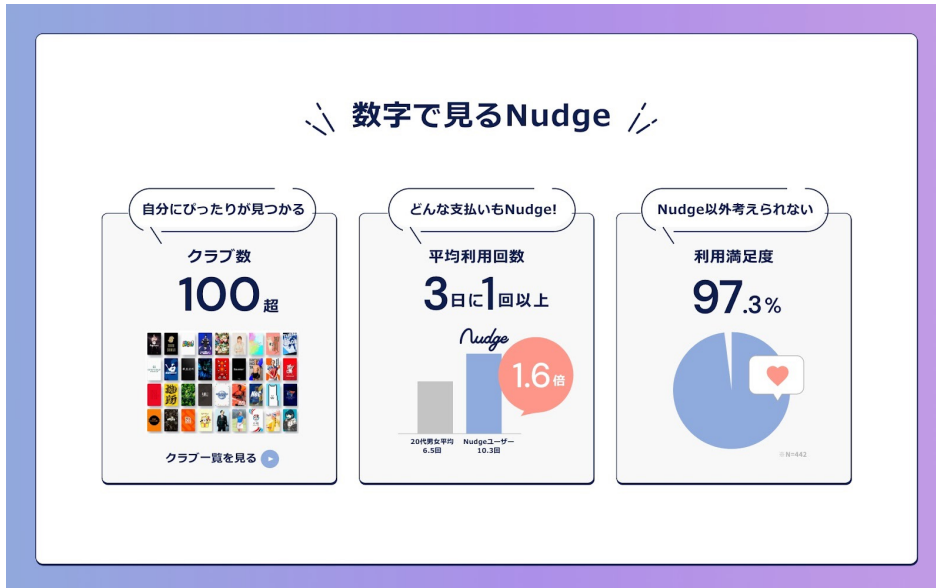 数字で見るNudge
自分にぴったりが見つかる
クラブ数
100超
クラブ一覧を見る
どんな支払いもNudge!
平均利用回数
3日に1回以上
Nudge
1.6倍
20代男女平均
6.5回
Nudgeユーザー
10.3回
Nudge以外考えられない
利用満足度
97.3%
※N=442